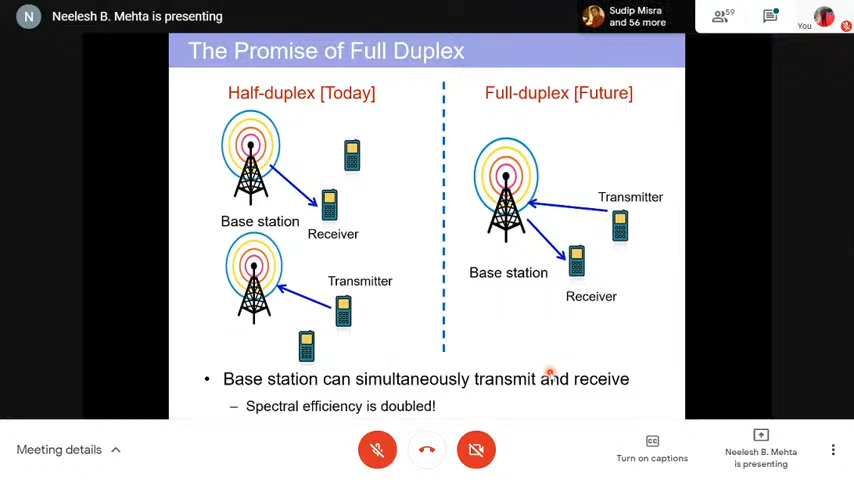 N Neelesh B. Mehta is presenting
Sudip Misra
and 56 more
59
You
The Promise of Full Duplex
Half-duplex [Today]
Full-duplex [Future]
Base station
Receiver
Transmitter
Transmitter
Base station
Receiver
• Base station can simultaneously transmit and receive
– Spectral efficiency is doubled!
Meeting details
CC
Turn on captions
Neelesh B. Mehta
is presenting